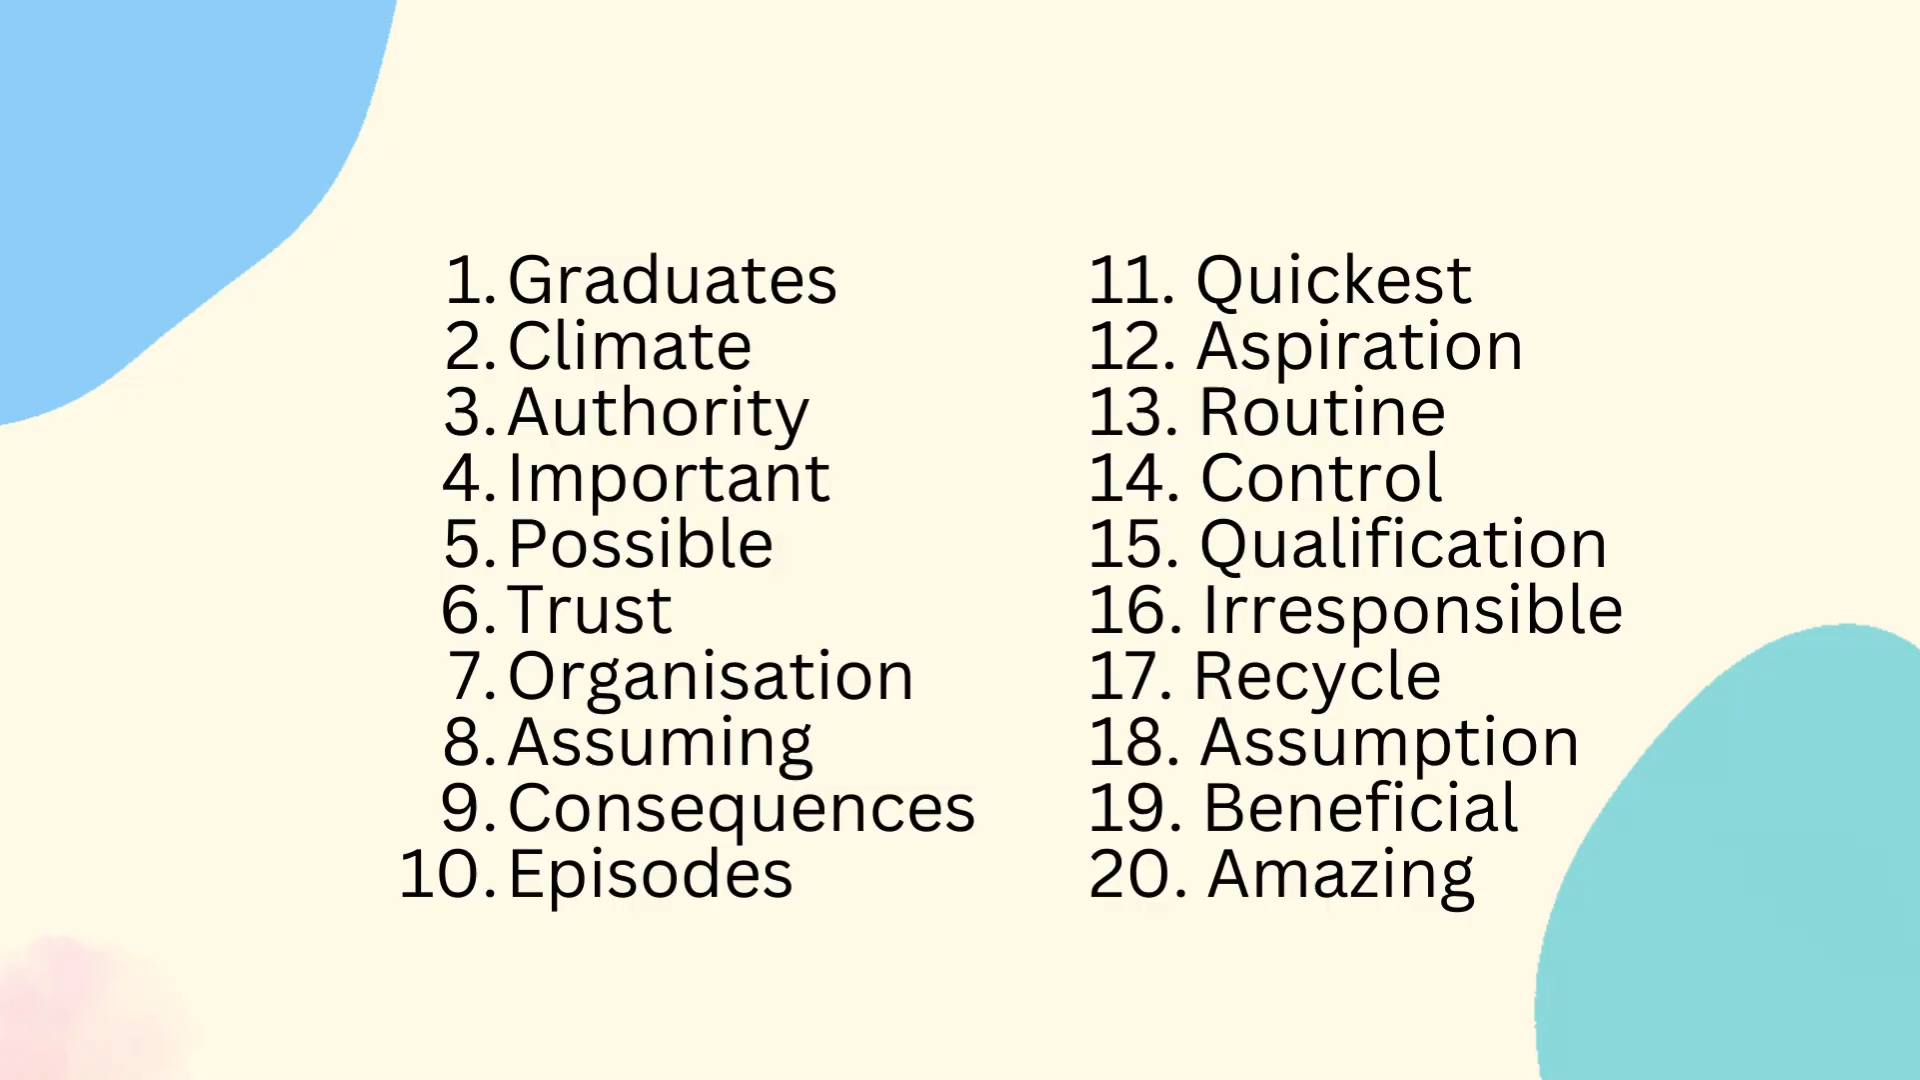 1. Graduates
2. Climate
3. Authority
4. Important
5. Possible
6. Trust
7. Organisation
8. Assuming
9. Consequences
10. Episodes
11. Quickest
12. Aspiration
13. Routine
14. Control
15. Qualification
16. Irresponsible
17. Recycle
18. Assumption
19. Beneficial
20. Amazing